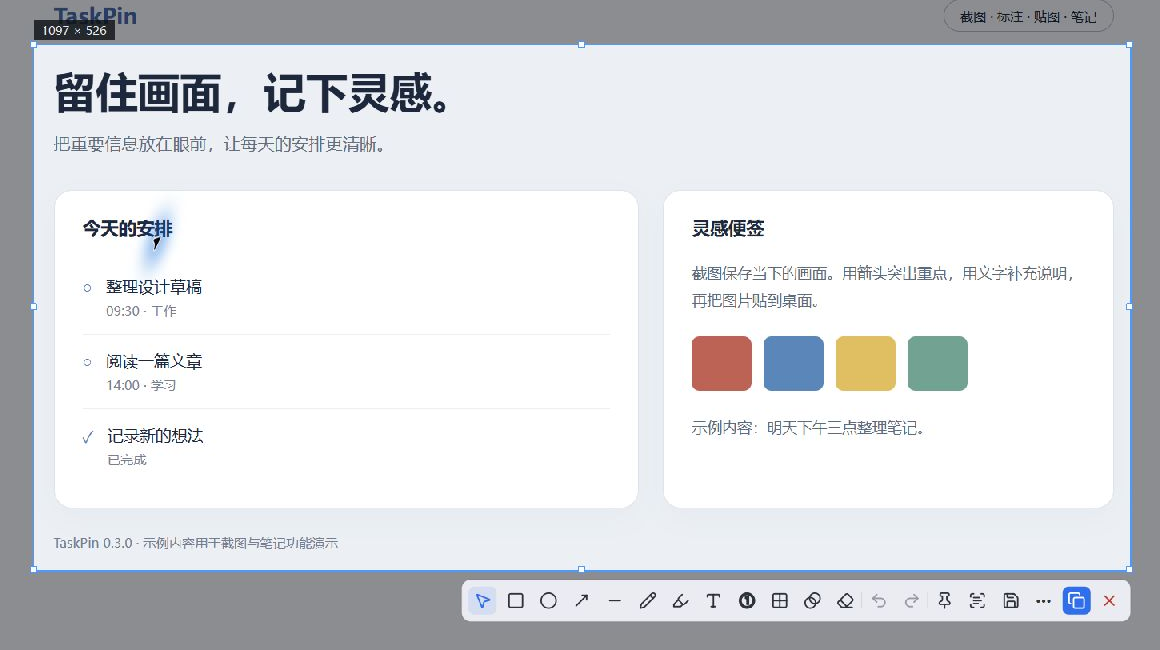 TaskPin
截图 · 标注 · 贴图 · 笔记
1097 × 526
留住画面，记下灵感。
把重要信息放在眼前，让每天的安排更清晰。
今天的安排
整理设计草稿
09:30 · 工作
阅读一篇文章
14:00 · 学习
记录新的想法
已完成
灵感便签
截图保存当下的画面。用箭头突出重点，用文字补充说明，
再把图片贴到桌面。
示例内容：明天下午三点整理笔记。
TaskPin 0.3.0 · 示例内容用于截图与笔记功能演示